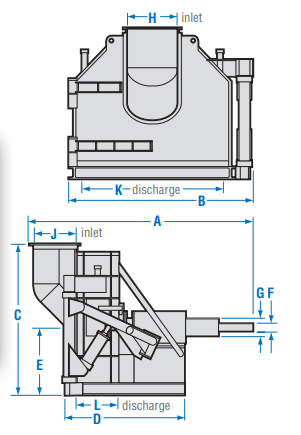 H inlet
K–discharge
B
A
J inlet
G F
C
E
L discharge
D